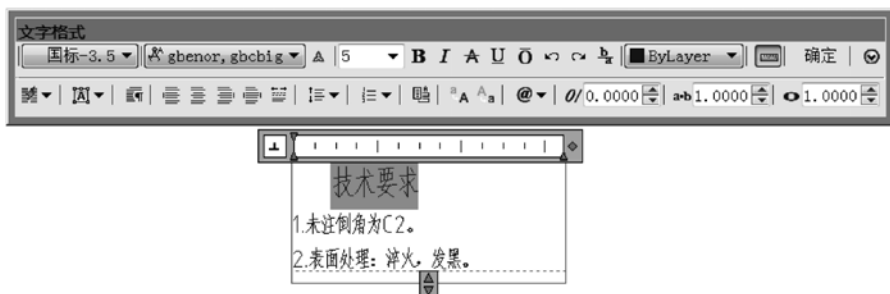 文字格式
国标-3.5 gbenor,gbcbig 5 B I A U Ō b/a ByLayer 确定
@ 0/ 0.0000 a-b 1.0000 1.0000
技术要求
1.未注倒角为C2。
2.表面处理：淬火，发黑。